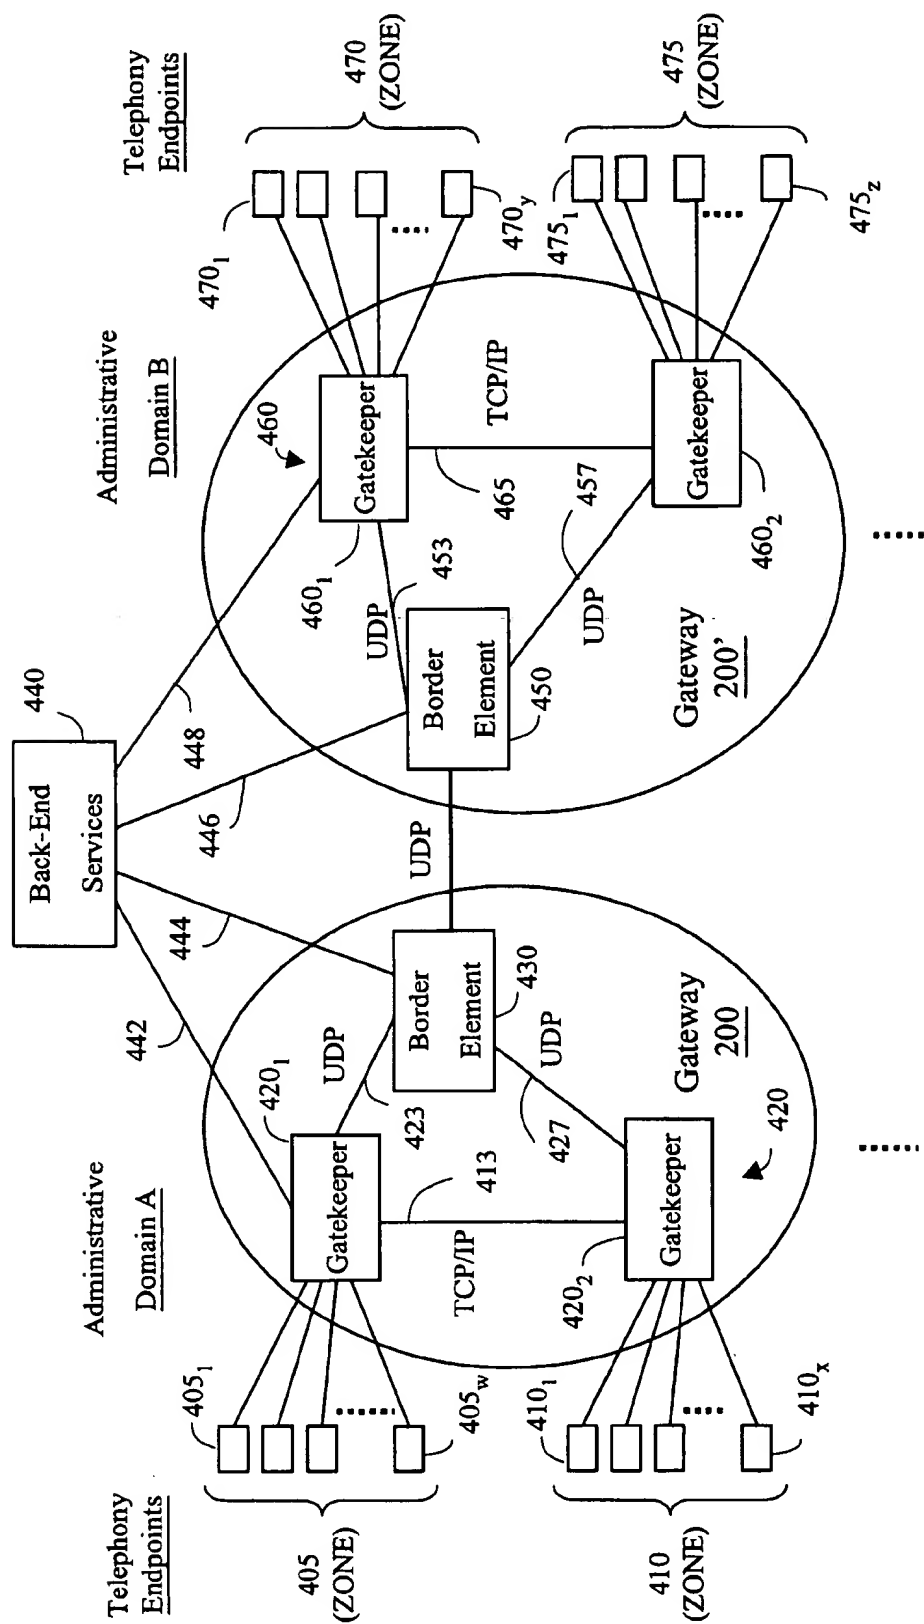 Back-End
Services
440
442
444
446
448
Telephony
Endpoints
Administrative
Domain A
Administrative
Domain B
Telephony
Endpoints
405₁
405_w
405
(ZONE)
410₁
410ₓ
410
(ZONE)
420₁
Gatekeeper
UDP
423
TCP/IP
413
Border
Element
430
UDP
427
420₂
Gatekeeper
420
Gateway
200
UDP
460
Gatekeeper
460₁
UDP
453
TCP/IP
465
Border
Element
450
457
UDP
Gatekeeper
460₂
Gateway
200’
470₁
470_y
470
(ZONE)
475₁
475_z
475
(ZONE)